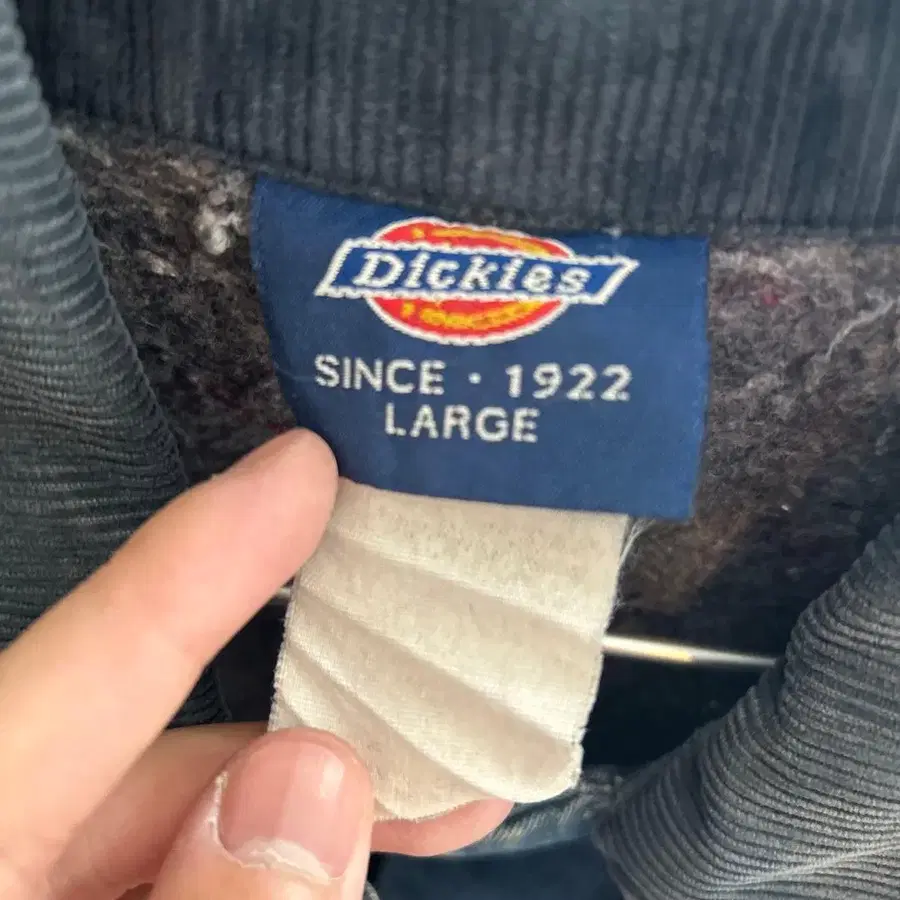 Dickies
SINCE · 1922
LARGE